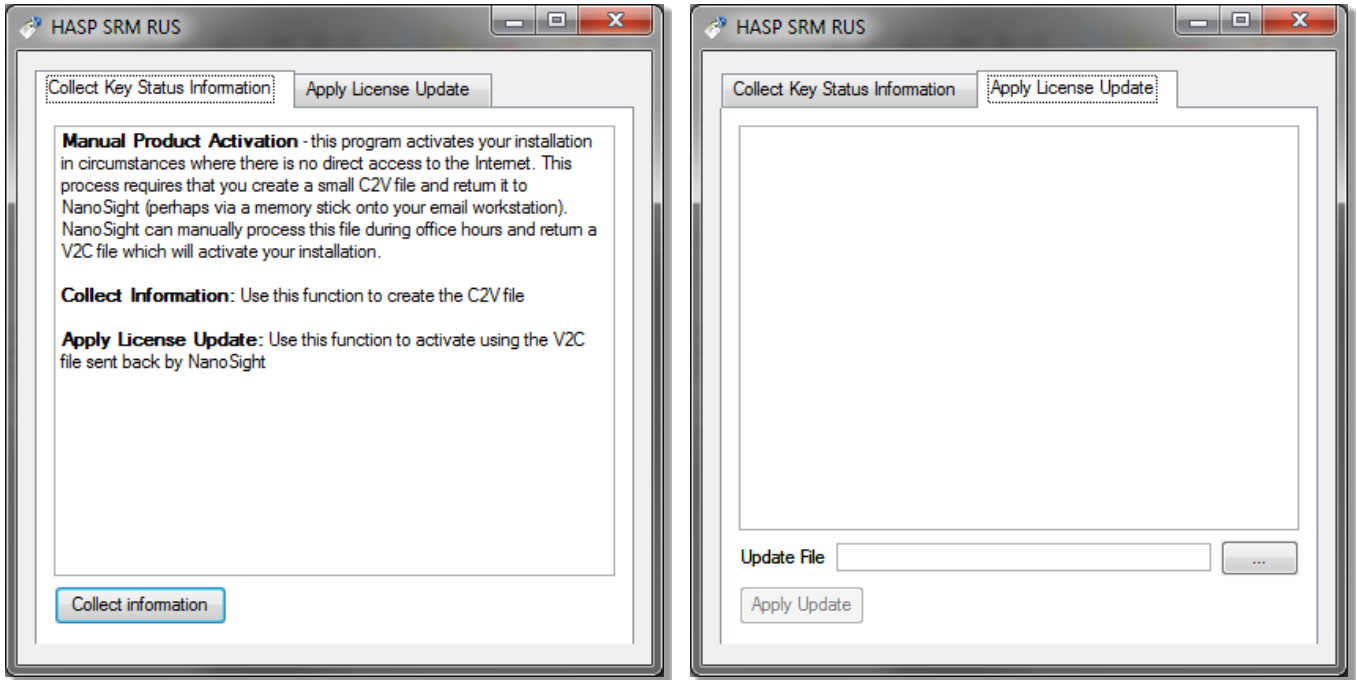 HASP SRM RUS
Collect Key Status Information
Apply License Update
Manual Product Activation - this program activates your installation
in circumstances where there is no direct access to the Internet. This
process requires that you create a small C2V file and return it to
NanoSight (perhaps via a memory stick onto your email workstation).
NanoSight can manually process this file during office hours and return a
V2C file which will activate your installation.
Collect Information: Use this function to create the C2V file
Apply License Update: Use this function to activate using the V2C
file sent back by NanoSight
Collect information
HASP SRM RUS
Collect Key Status Information
Apply License Update
Update File
...
Apply Update